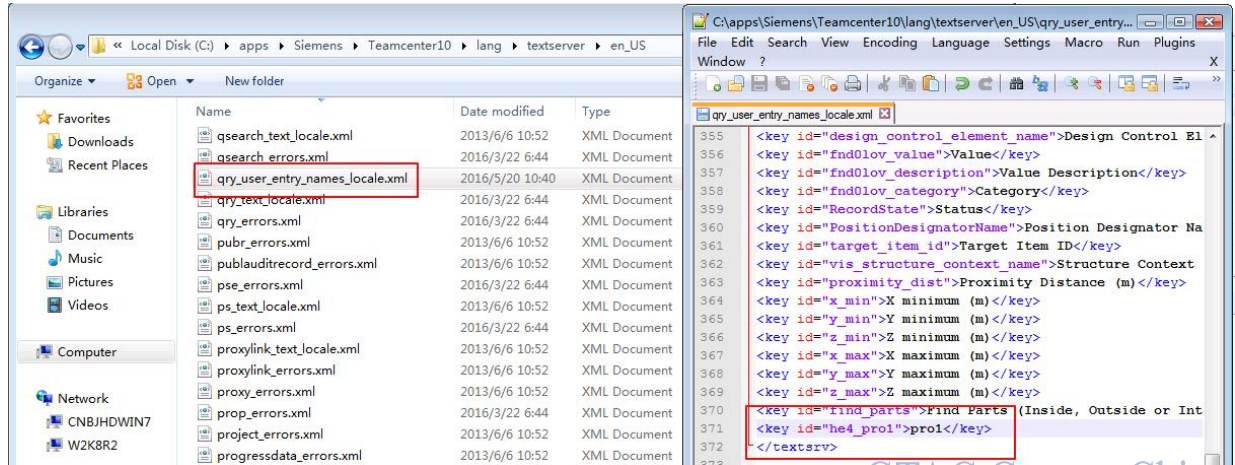 « Local Disk (C:) ▸ apps ▸ Siemens ▸ Teamcenter10 ▸ lang ▸ textserver ▸ en_US
Organize ▾ Open ▾ New folder
Favorites
Downloads
Recent Places
Libraries
Documents
Music
Pictures
Videos
Computer
Network
CNBJHDWIN7
W2K8R2
Name Date modified Type
qsearch_text_locale.xml 2013/6/6 10:52 XML Document
qsearch_errors.xml 2016/3/22 6:44 XML Document
qry_user_entry_names_locale.xml 2016/5/20 10:40 XML Document
qry_text_locale.xml 2016/3/22 6:44 XML Document
qry_errors.xml 2016/3/22 6:44 XML Document
pubr_errors.xml 2013/6/6 10:52 XML Document
publauditrecord_errors.xml 2013/6/6 10:52 XML Document
pse_errors.xml 2016/3/22 6:44 XML Document
ps_text_locale.xml 2013/6/6 10:52 XML Document
ps_errors.xml 2016/3/22 6:44 XML Document
proxylink_text_locale.xml 2013/6/6 10:52 XML Document
proxylink_errors.xml 2013/6/6 10:52 XML Document
proxy_errors.xml 2013/6/6 10:52 XML Document
prop_errors.xml 2016/3/22 6:44 XML Document
project_errors.xml 2013/6/6 10:52 XML Document
progressdata_errors.xml 2013/6/6 10:52 XML Document
C:\apps\Siemens\Teamcenter10\lang\textserver\en_US\qry_user_entry...
File Edit Search View Encoding Language Settings Macro Run Plugins
Window ? X
qry_user_entry_names_locale.xml
355 <key id="design_control_element_name">Design Control El
356 <key id="fnd0lov_value">Value</key>
357 <key id="fnd0lov_description">Value Description</key>
358 <key id="fnd0lov_category">Category</key>
359 <key id="RecordState">Status</key>
360 <key id="PositionDesignatorName">Position Designator Na
361 <key id="target_item_id">Target Item ID</key>
362 <key id="vis_structure_context_name">Structure Context
363 <key id="proximity_dist">Proximity Distance (m)</key>
364 <key id="x_min">X minimum (m)</key>
365 <key id="y_min">Y minimum (m)</key>
366 <key id="z_min">Z minimum (m)</key>
367 <key id="x_max">X maximum (m)</key>
368 <key id="y_max">Y maximum (m)</key>
369 <key id="z_max">Z maximum (m)</key>
370 <key id="find_parts">Find Parts (Inside, Outside or Int
371 <key id="he4_pro1">pro1</key>
372 </textsrv>
373